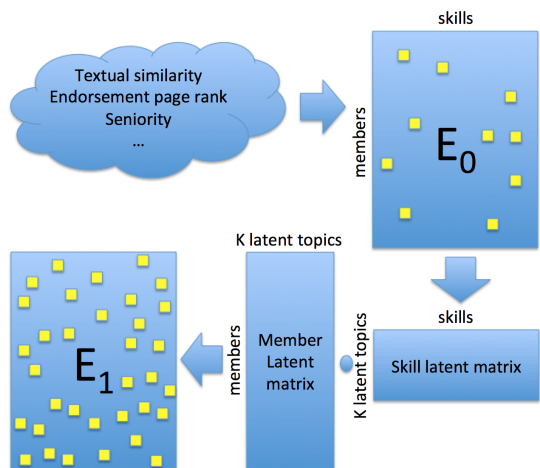 skills
Textual similarity
Endorsement page rank
Seniority
...
members
E0
K latent topics
skills
members
Member
Latent
matrix
K latent topics
Skill latent matrix
E1